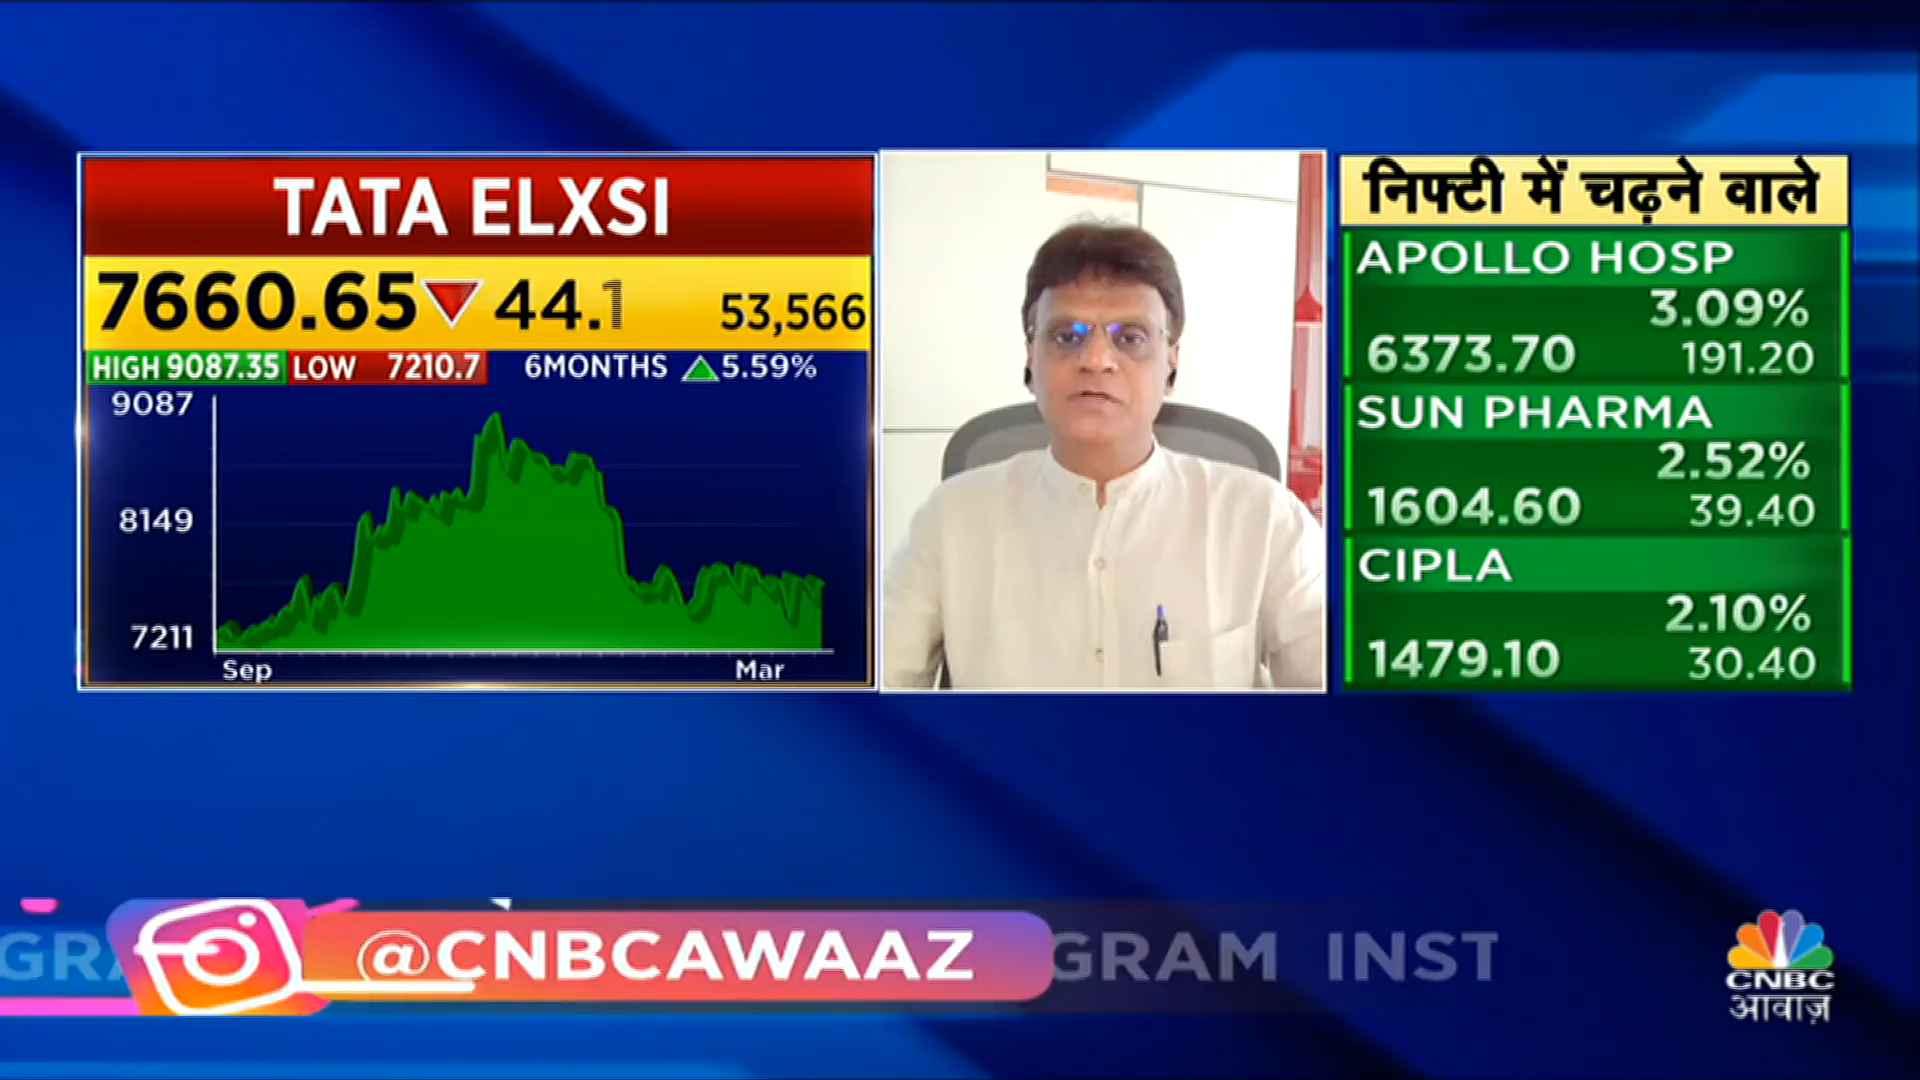 TATA ELXSI
7660.65 44.1 53,566
HIGH 9087.35 LOW 7210.7 6MONTHS 5.59%
9087
8149
7211
Sep Mar
निफ्टी में चढ़ने वाले
APOLLO HOSP
3.09%
6373.70 191.20
SUN PHARMA
2.52%
1604.60 39.40
CIPLA
2.10%
1479.10 30.40
GRA @CNBCAWAAZ GRAM INST
CNBC
आवाज़